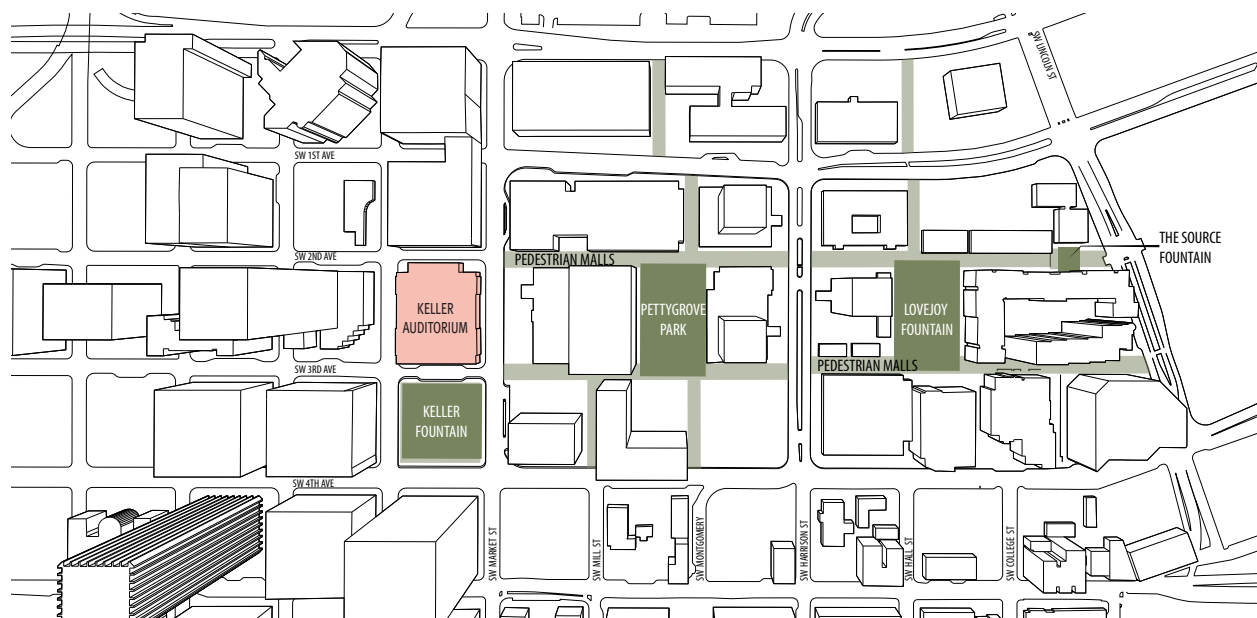 SW LINCOLN ST
SW 1ST AVE
SW 2ND AVE
PEDESTRIAN MALLS
THE SOURCE
FOUNTAIN
KELLER
AUDITORIUM
PETTYGROVE
PARK
LOVEJOY
FOUNTAIN
SW 3RD AVE
PEDESTRIAN MALLS
KELLER
FOUNTAIN
SW 4TH AVE
SW MARKET ST
SW MILL ST
SW MONTGOMERY
SW HARRISON ST
SW HALL ST
SW COLLEGE ST